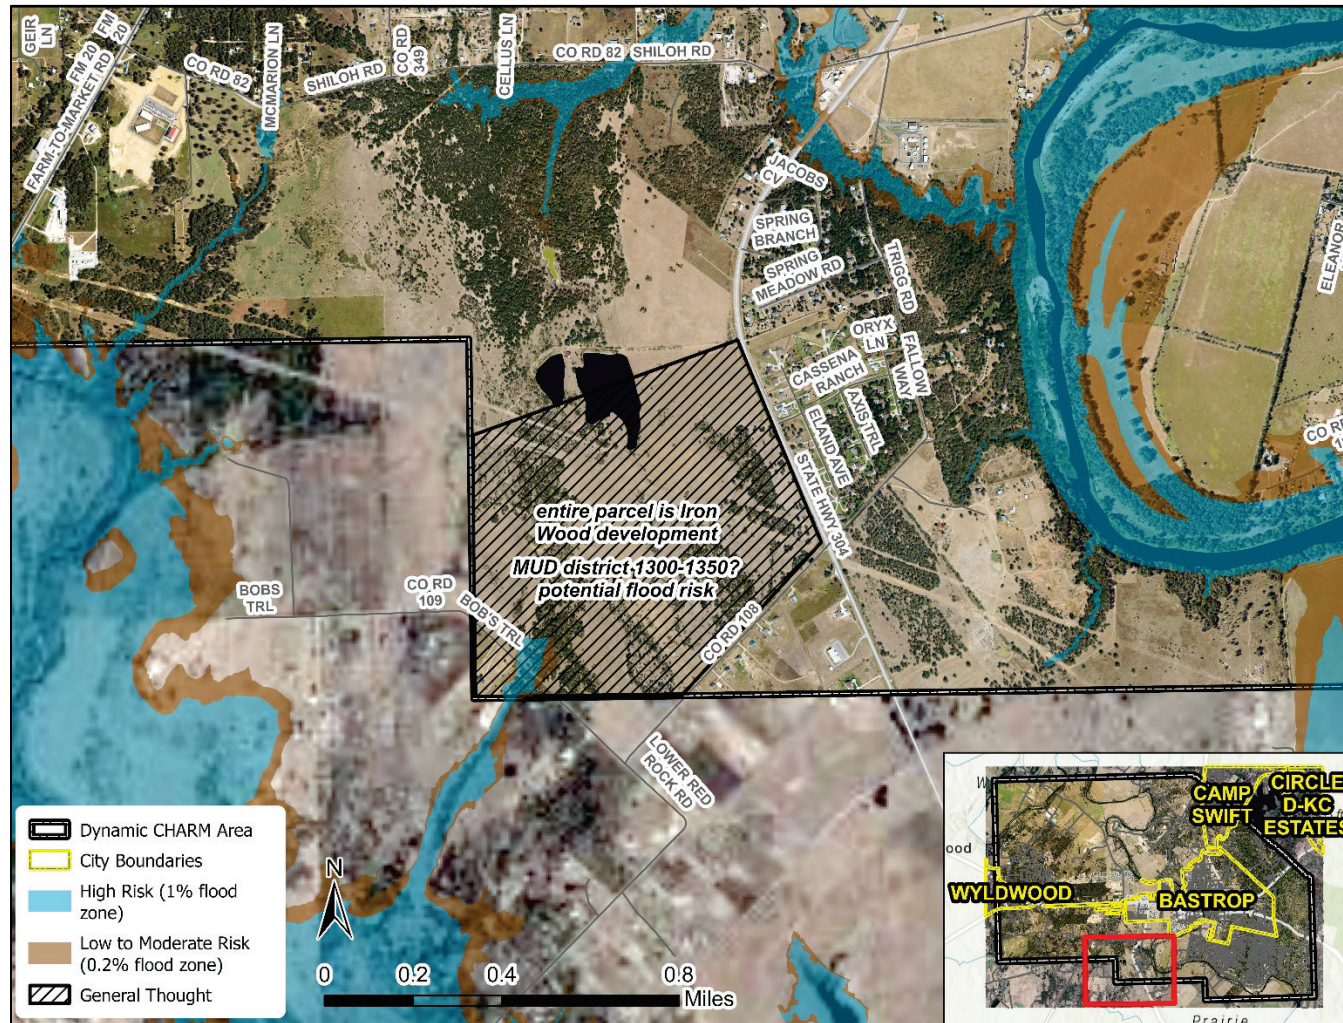 GEIR
LN
FM 20
FM 20
FARM-TO-MARKET RD
CO RD 82
MCMARION LN
SHILOH RD
CO RD
349
CELLUS LN
CO RD 82
SHILOH RD
JACOBS
CV
SPRING
BRANCH
SPRING
MEADOW RD
TRIGG RD
ORYX
LN
FALLOW
WAY
CASSENA
RANCH
AXIS TRL
ELAND AVE
STATE HWY 304
ELEANOR
CO RD
entire parcel is Iron
Wood development
MUD district 1300-1350?
potential flood risk
BOBS
TRL
CO RD
109
BOB'S TRL
CO RD 108
LOWER RED
ROCK RD
Dynamic CHARM Area
City Boundaries
High Risk (1% flood
zone)
Low to Moderate Risk
(0.2% flood zone)
General Thought
N
0
0.2
0.4
0.8
Miles
CAMP
SWIFT
CIRCLE
D-KC
ESTATES
WYLDWOOD
BASTROP
ood
W
Prairie